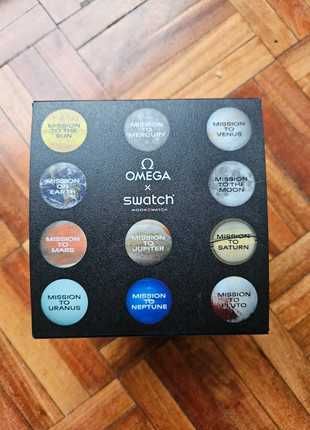 MISSION
TO THE
SUN
MISSION
TO
MERCURY
MISSION
TO
VENUS
MISSION
ON
EARTH
Ω
OMEGA
×
swatch
MOONSWATCH
MISSION
TO THE
MOON
MISSION
TO
MARS
MISSION
TO
JUPITER
MISSION
TO
SATURN
MISSION
TO
URANUS
MISSION
TO
NEPTUNE
MISSION
TO
PLUTO